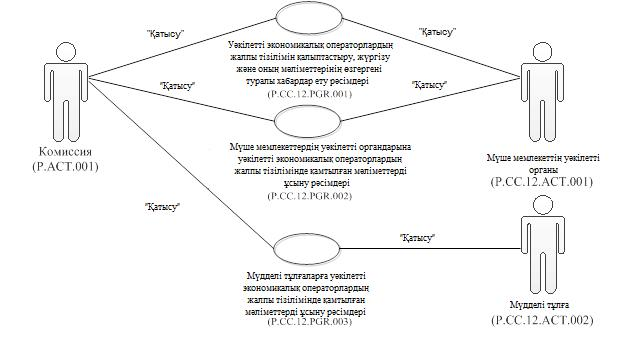 "Қатысу"
"Қатысу"
Уәкілетті экономикалық операторлардың
жалпы тізілімін қалыптастыру, жүргізу
және оның мәліметтерінің өзгергені
туралы хабардар ету рәсімдері
(P.CC.12.PGR.001)
"Қатысу"
"Қатысу"
Комиссия
(P.ACT.001)
Мүше мемлекеттің уәкілетті
органы
(P.CC.12.ACT.001)
Мүше мемлекеттердің уәкілетті органдарына
уәкілетті экономикалық операторлардың
жалпы тізілімінде қамтылған мәліметтерді
ұсыну рәсімдері
(P.CC.12.PGR.002)
"Қатысу"
"Қатысу"
Мүдделі тұлғаларға уәкілетті
экономикалық операторлардың
жалпы тізілімінде қамтылған
мәліметтерді ұсыну рәсімдері
(P.CC.12.PGR.003)
Мүдделі тұлға
(P.CC.12.ACT.002)